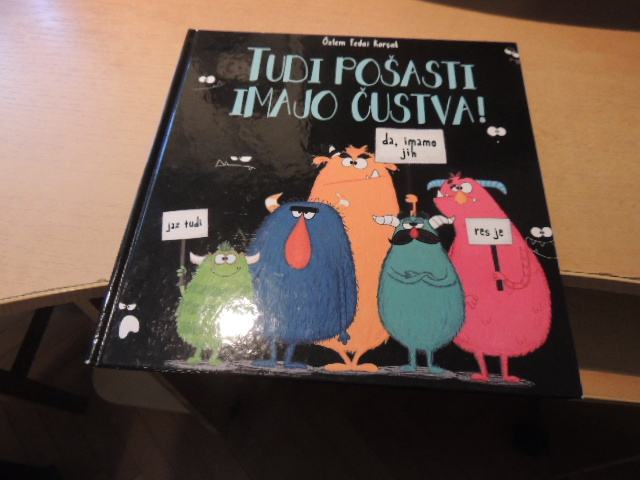 Özlem Fedai Korçak
TUDI POŠASTI
IMAJO ČUSTVA!
da, imamo
jih
jaz tudi
res je